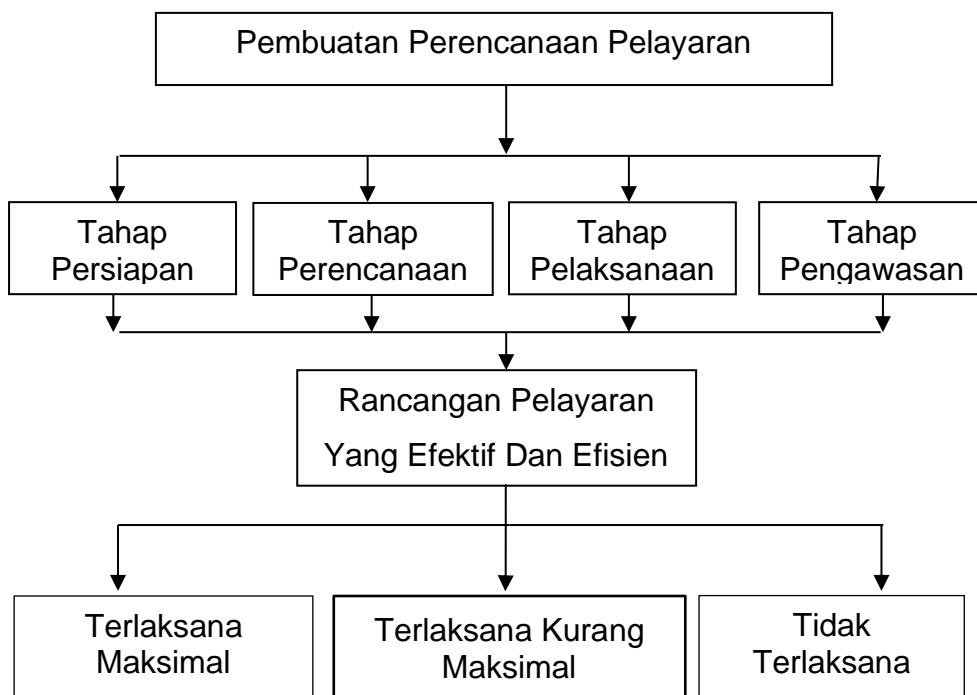 Pembuatan Perencanaan Pelayaran
Tahap
Persiapan
Tahap
Perencanaan
Tahap
Pelaksanaan
Tahap
Pengawasan
Rancangan Pelayaran
Yang Efektif Dan Efisien
Terlaksana
Maksimal
Terlaksana Kurang
Maksimal
Tidak
Terlaksana